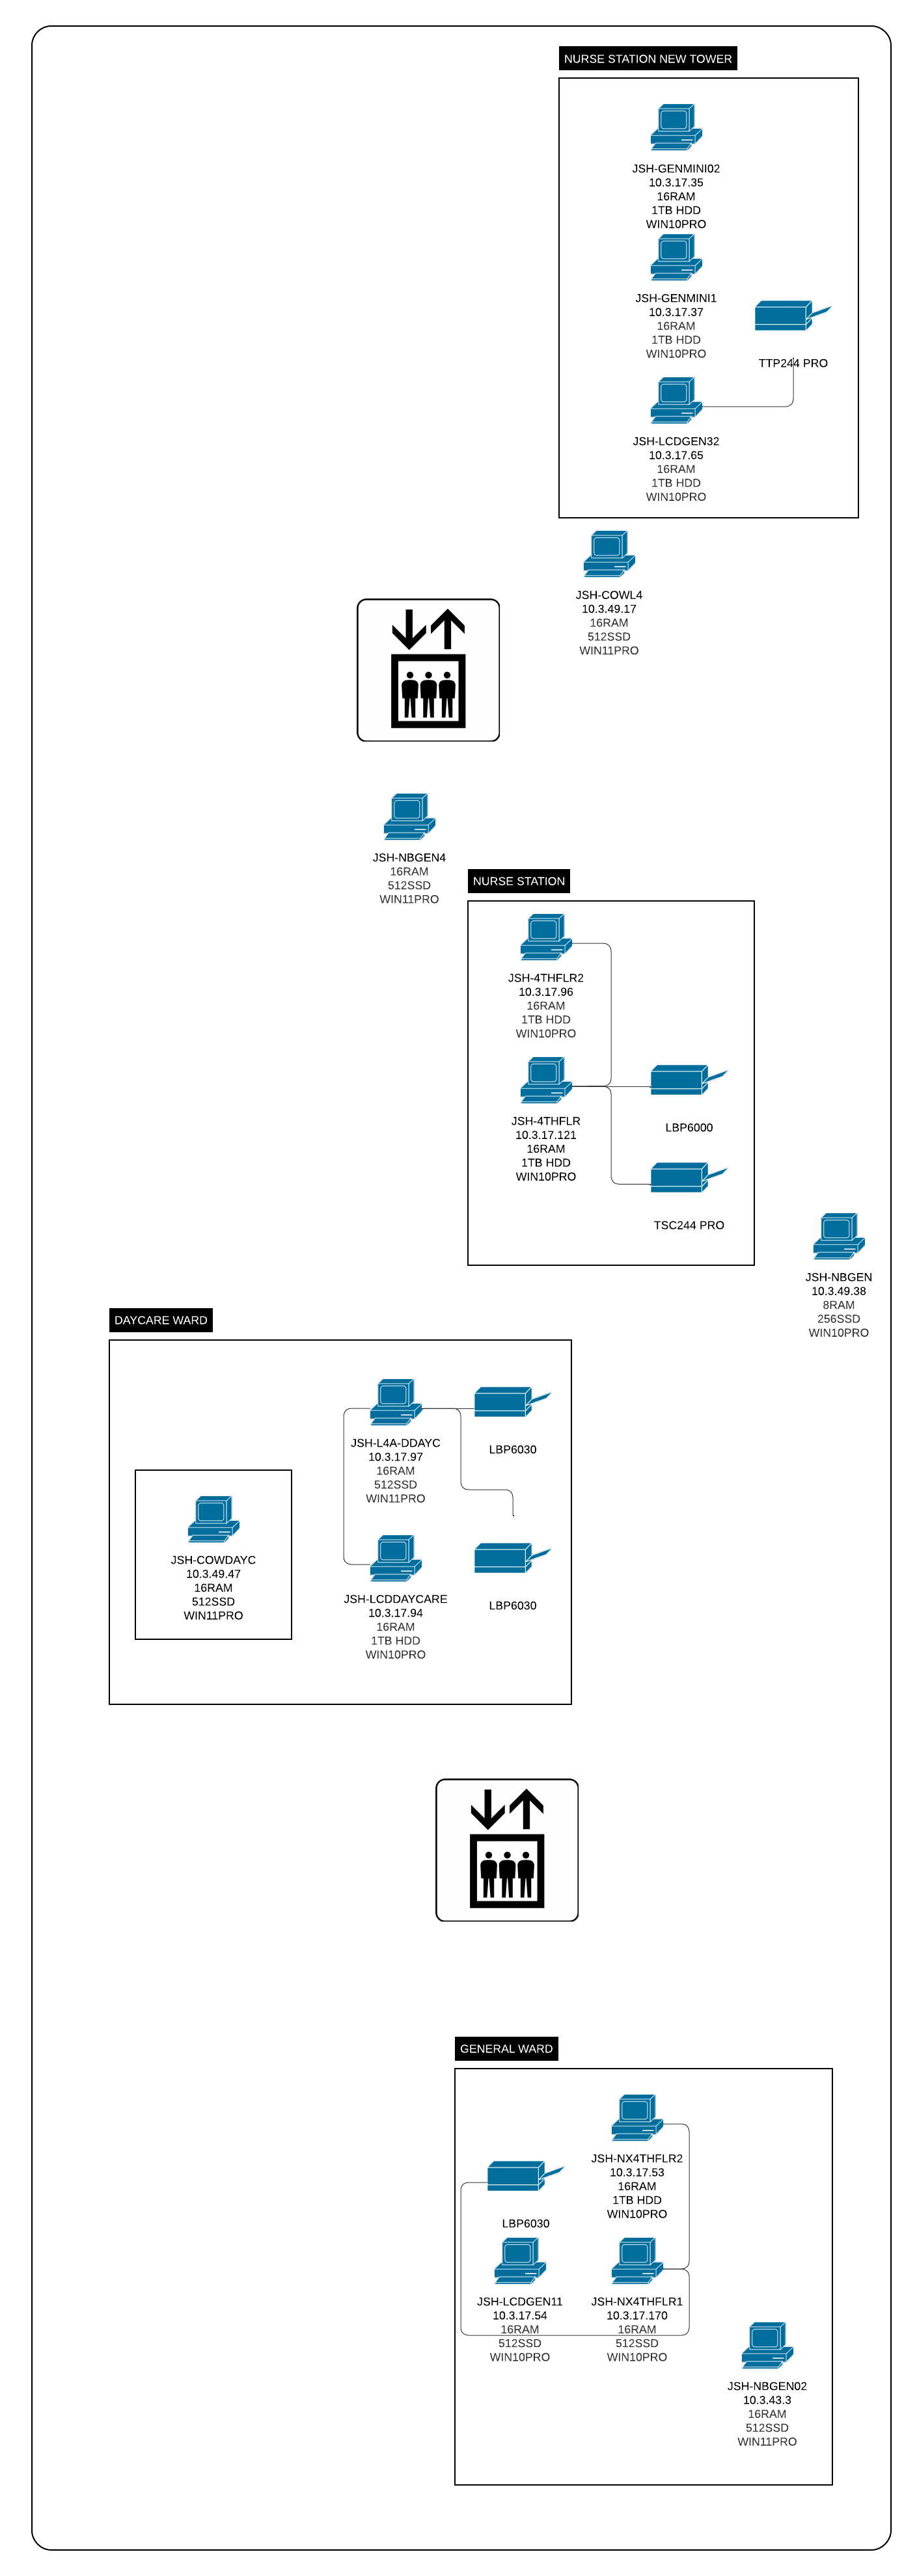 NURSE STATION NEW TOWER
JSH-GENMINI02
10.3.17.35
16RAM
1TB HDD
WIN10PRO
JSH-GENMINI1
10.3.17.37
16RAM
1TB HDD
WIN10PRO
TTP244 PRO
JSH-LCDGEN32
10.3.17.65
16RAM
1TB HDD
WIN10PRO
JSH-COWL4
10.3.49.17
16RAM
512SSD
WIN11PRO
JSH-NBGEN4
16RAM
512SSD
WIN11PRO
NURSE STATION
JSH-4THFLR2
10.3.17.96
16RAM
1TB HDD
WIN10PRO
JSH-4THFLR
10.3.17.121
16RAM
1TB HDD
WIN10PRO
LBP6000
TSC244 PRO
JSH-NBGEN
10.3.49.38
8RAM
256SSD
WIN10PRO
DAYCARE WARD
JSH-L4A-DDAYC
10.3.17.97
16RAM
512SSD
WIN11PRO
LBP6030
JSH-COWDAYC
10.3.49.47
16RAM
512SSD
WIN11PRO
JSH-LCDDAYCARE
10.3.17.94
16RAM
1TB HDD
WIN10PRO
LBP6030
GENERAL WARD
JSH-NX4THFLR2
10.3.17.53
16RAM
1TB HDD
WIN10PRO
LBP6030
JSH-LCDGEN11
10.3.17.54
16RAM
512SSD
WIN10PRO
JSH-NX4THFLR1
10.3.17.170
16RAM
512SSD
WIN10PRO
JSH-NBGEN02
10.3.43.3
16RAM
512SSD
WIN11PRO